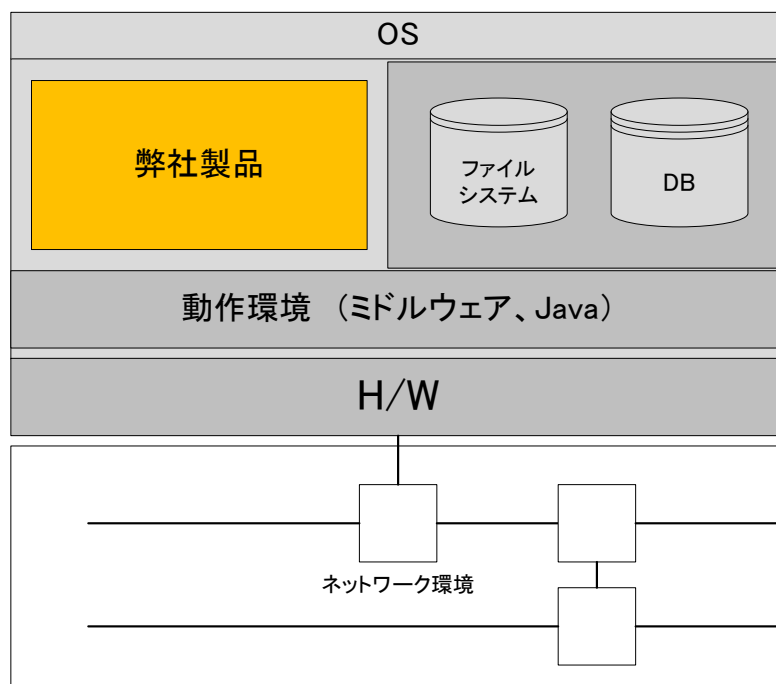 OS
弊社製品
ファイル
システム
DB
動作環境　（ミドルウェア、Java）
H/W
ネットワーク環境